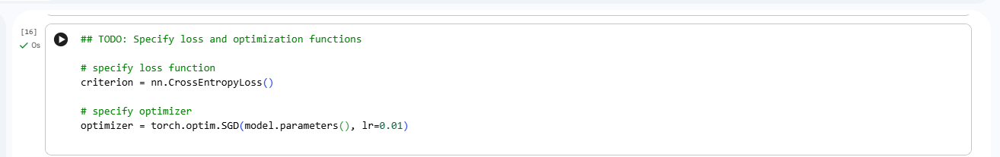 [16]
0s
## TODO: Specify loss and optimization functions
# specify loss function
criterion = nn.CrossEntropyLoss()
# specify optimizer
optimizer = torch.optim.SGD(model.parameters(), lr=0.01)